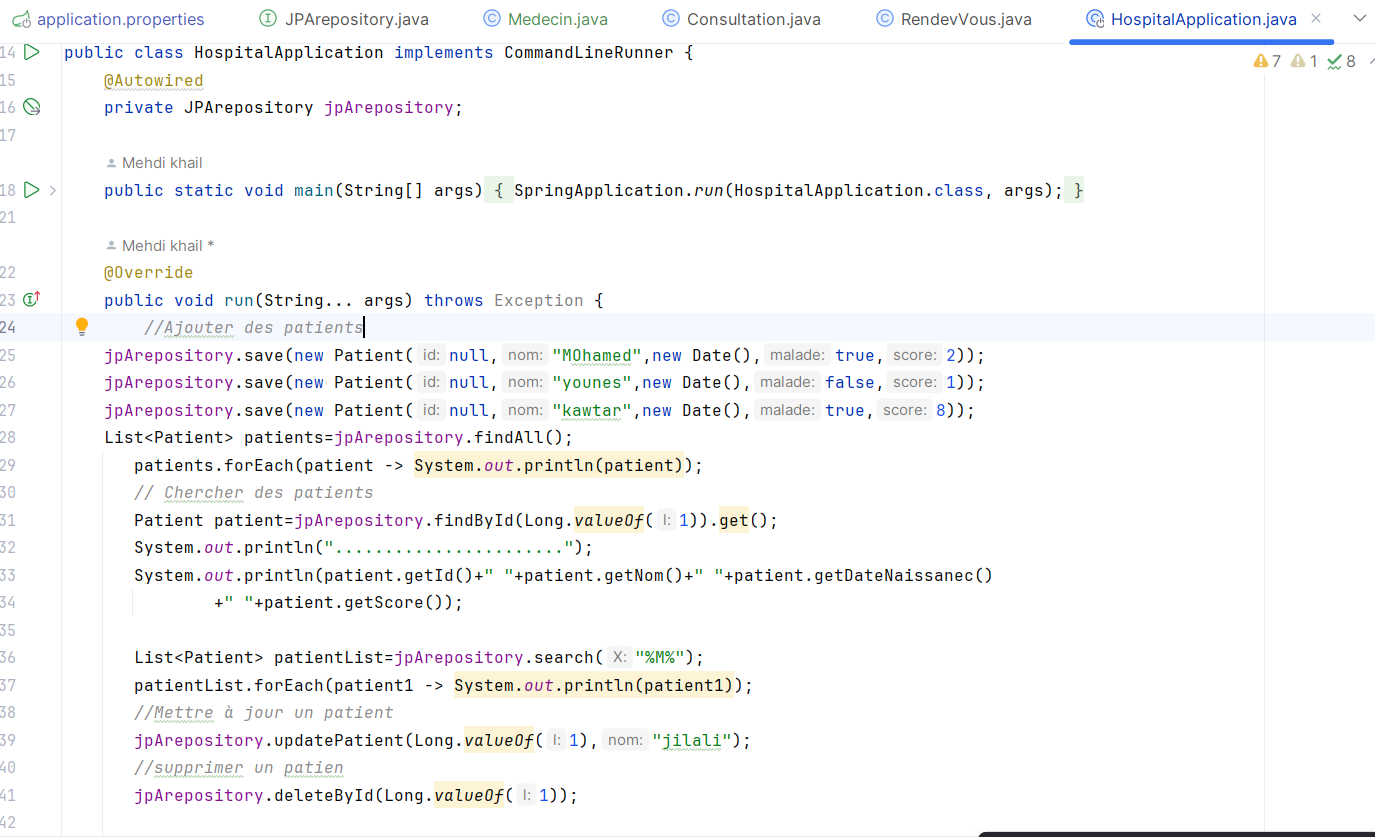 application.properties JPArepository.java Medecin.java Consultation.java RendevVous.java HospitalApplication.java
7 1 8
14 public class HospitalApplication implements CommandLineRunner {
15 @Autowired
16 private JPArepository jpArepository;
17
Mehdi khail
18 public static void main(String[] args) { SpringApplication.run(HospitalApplication.class, args); }
21
Mehdi khail *
22 @Override
23 public void run(String... args) throws Exception {
24 //Ajouter des patients
25 jpArepository.save(new Patient( id: null, nom: "MOhamed",new Date(), malade: true, score: 2));
26 jpArepository.save(new Patient( id: null, nom: "younes",new Date(), malade: false, score: 1));
27 jpArepository.save(new Patient( id: null, nom: "kawtar",new Date(), malade: true, score: 8));
28 List<Patient> patients=jpArepository.findAll();
29 patients.forEach(patient -> System.out.println(patient));
30 // Chercher des patients
31 Patient patient=jpArepository.findById(Long.valueOf( l: 1)).get();
32 System.out.println(".......................");
33 System.out.println(patient.getId()+" "+patient.getNom()+" "+patient.getDateNaissanec()
34 +" "+patient.getScore());
35
36 List<Patient> patientList=jpArepository.search( X: "%M%");
37 patientList.forEach(patient1 -> System.out.println(patient1));
38 //Mettre à jour un patient
39 jpArepository.updatePatient(Long.valueOf( l: 1), nom: "jilali");
40 //supprimer un patien
41 jpArepository.deleteById(Long.valueOf( l: 1));
42